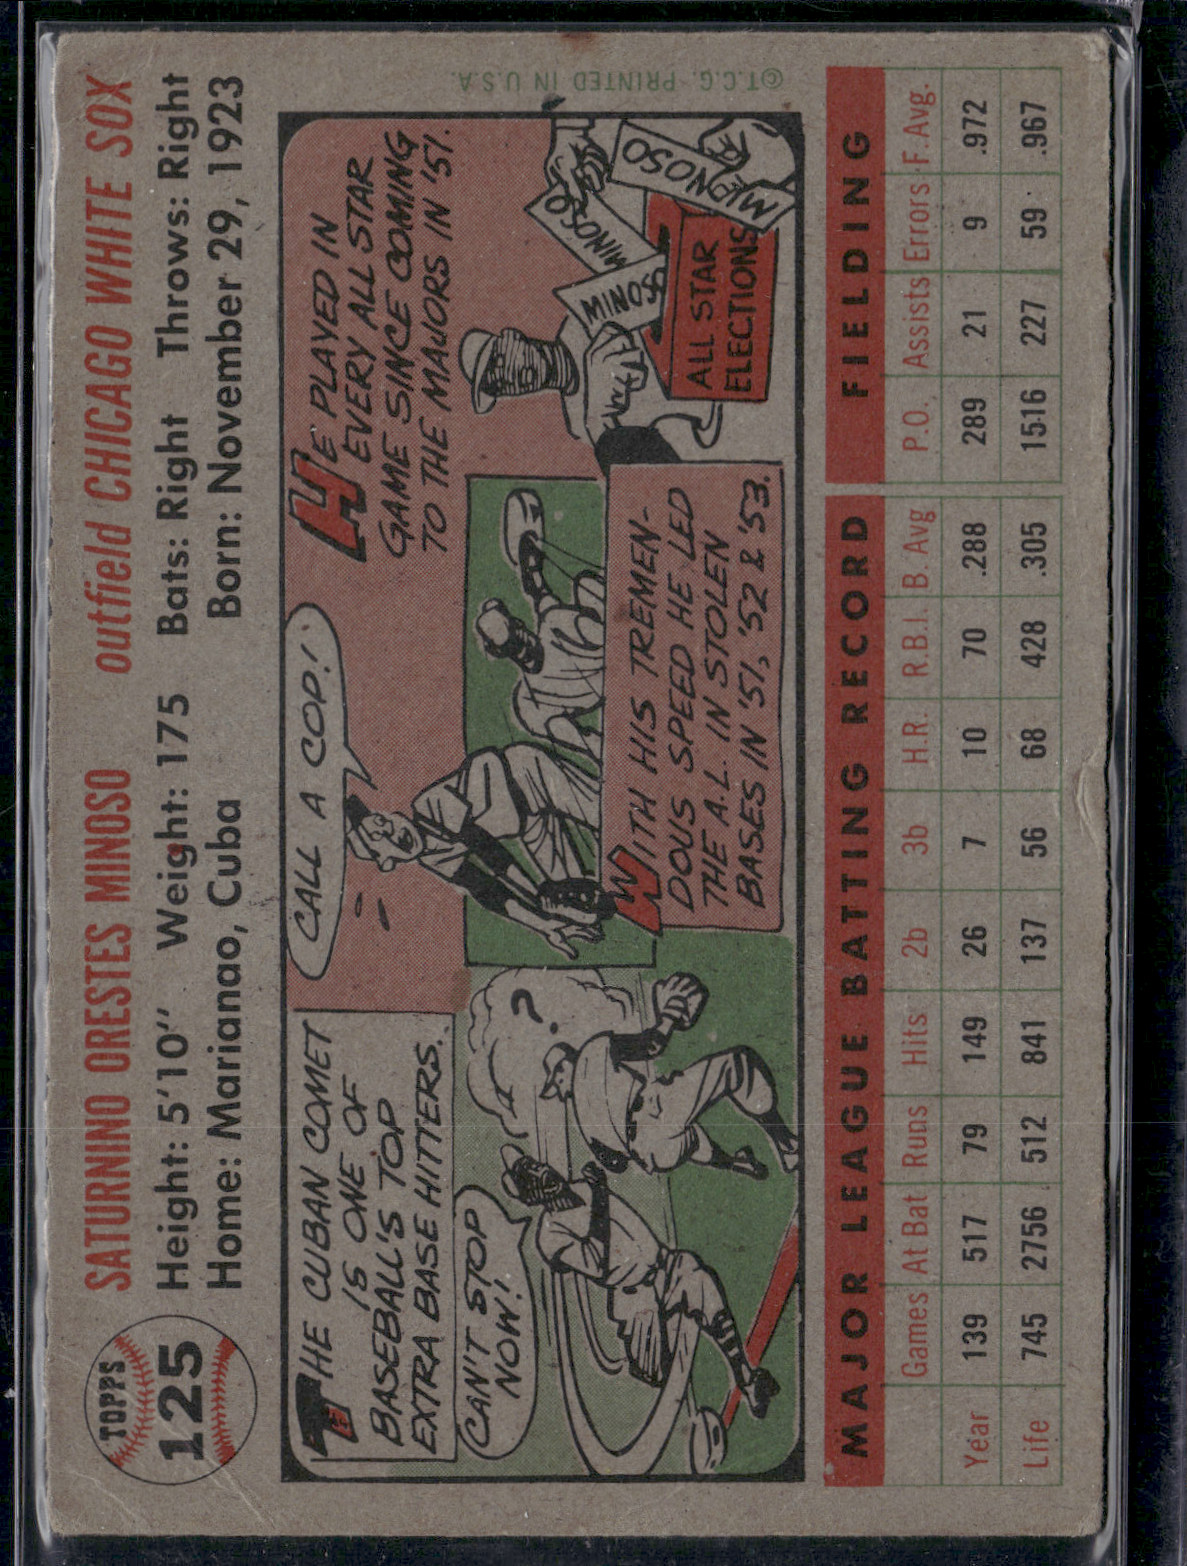 TOPPS
125
SATURNINO ORESTES MINOSO outfield CHICAGO WHITE SOX
Height: 5'10" Weight: 175 Bats: Right Throws: Right
Home: Marianao, Cuba Born: November 29, 1923
THE CUBAN COMET
IS ONE OF
BASEBALL'S TOP
EXTRA BASE HITTERS.
CAN'T STOP
NOW!
?
CALL A COP!
WITH HIS TREMEN-
DOUS SPEED HE LED
THE A.L. IN STOLEN
BASES IN '51, '52 & '53.
HE PLAYED IN
EVERY ALL STAR
GAME SINCE COMING
TO THE MAJORS IN '51.
MINOSO
MINOSO
MINOSO
ALL STAR
ELECTIONS
©T.C.G. PRINTED IN U.S.A.
MAJOR LEAGUE BATTING RECORD FIELDING
Games At Bat Runs Hits 2b 3b H.R. R.B.I. B. Avg P.O. Assists Errors F. Avg.
Year 139 517 79 149 26 7 10 70 .288 289 21 9 .972
Life 745 2756 512 841 137 56 68 428 .305 1516 227 59 .967